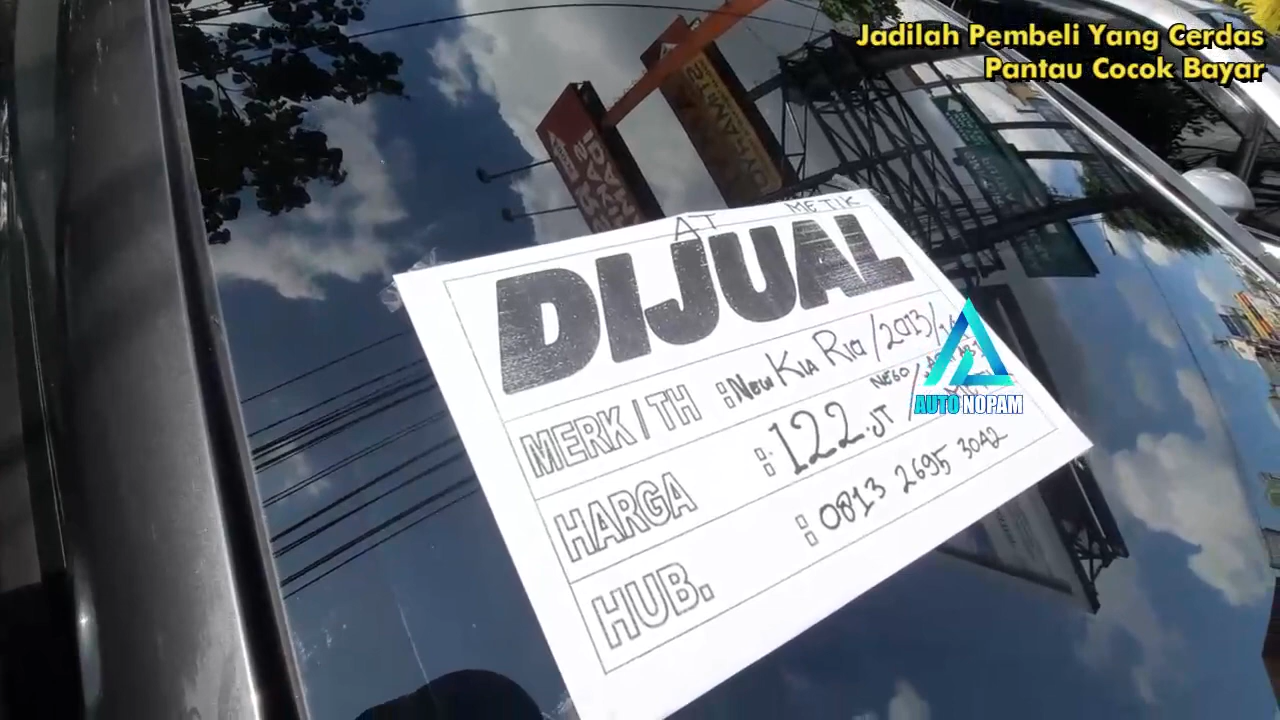 Jadilah Pembeli Yang Cerdas
Pantau Cocok Bayar
AT METIK
DIJUAL
MERK / TH : New KIA RIO / 2013 /
HARGA : 122.JT / NEGO /
HUB. : 0813 2695 3042
AUTO NOPAM